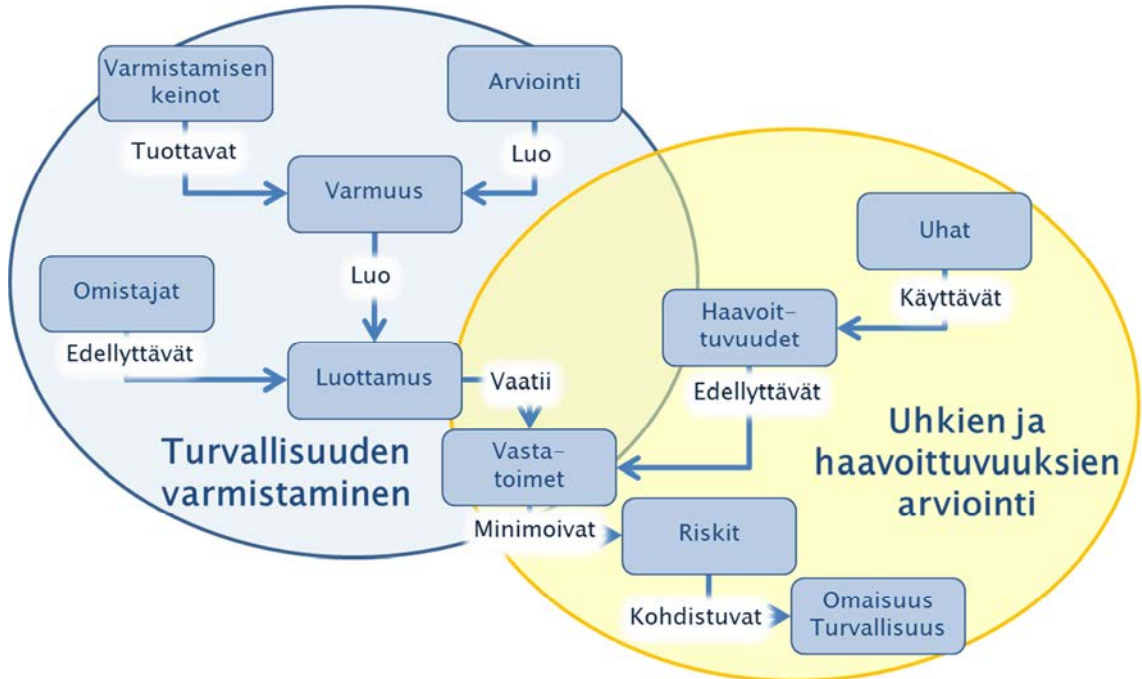 Varmistamisen
keinot
Arviointi
Tuottavat
Luo
Varmuus
Luo
Omistajat
Edellyttävät
Luottamus
Vaatii
Turvallisuuden
varmistaminen
Vasta-
toimet
Uhat
Käyttävät
Haavoit-
tuvuudet
Edellyttävät
Uhkien ja
haavoittuvuuksien
arviointi
Minimoivat
Riskit
Kohdistuvat
Omaisuus
Turvallisuus